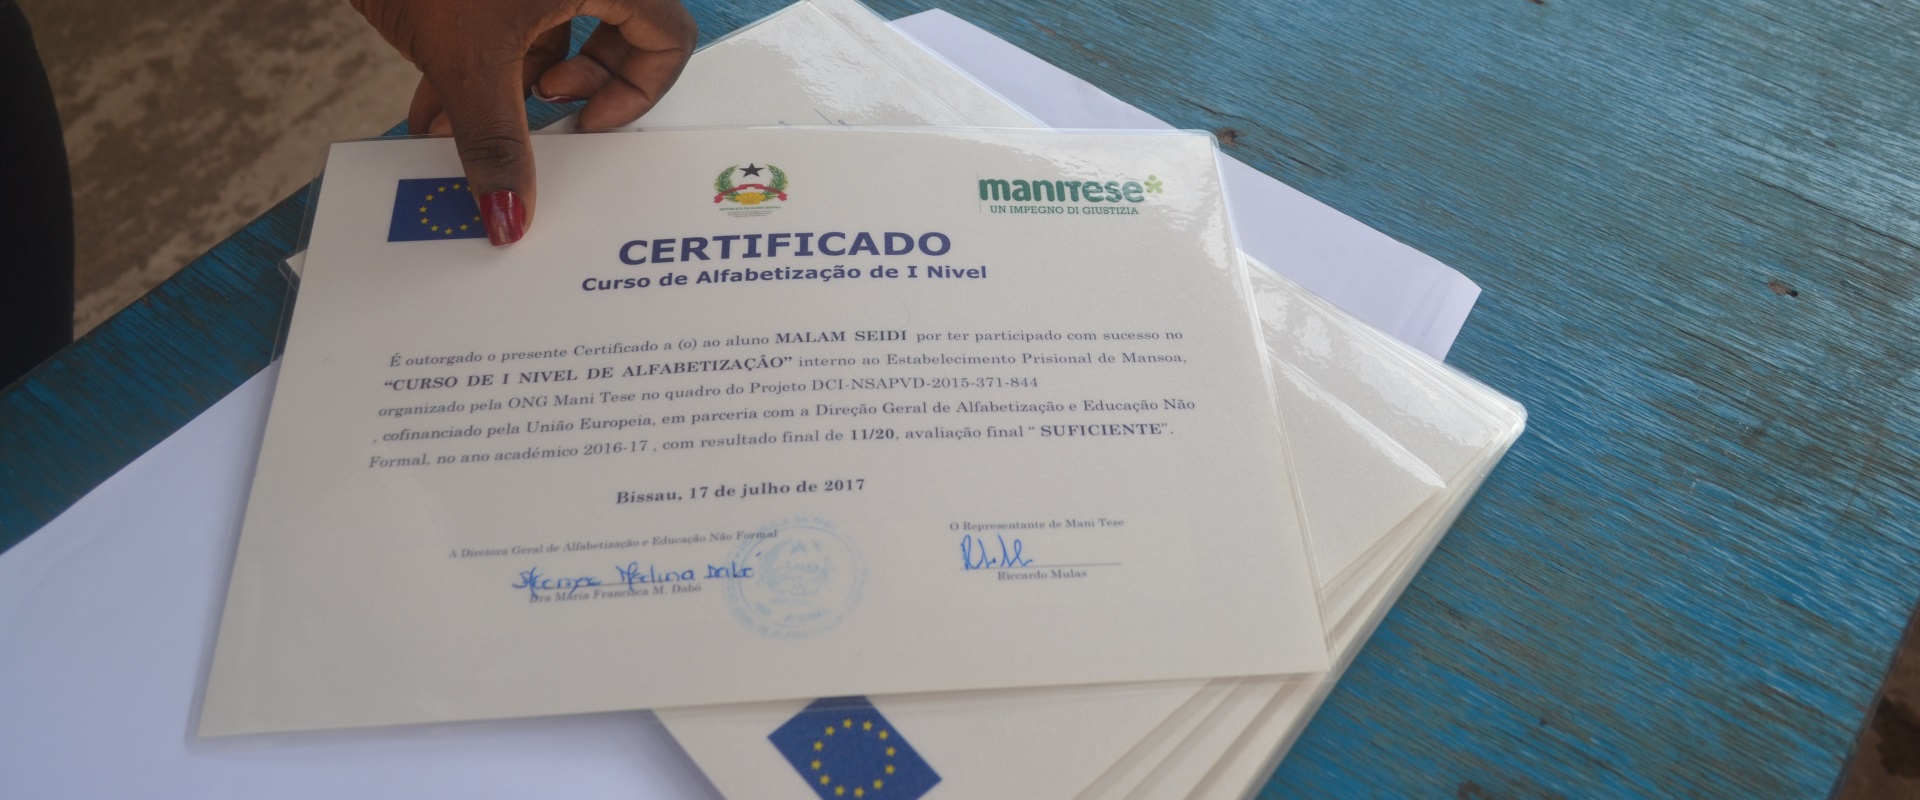 manitese
UN IMPEGNO DI GIUSTIZIA
CERTIFICADO
Curso de Alfabetização de I Nivel
É outorgado o presente Certificado a (o) ao aluno MALAM SEIDI por ter participado com sucesso no
“CURSO DE I NIVEL DE ALFABETIZAÇÃO” interno ao Estabelecimento Prisional de Mansoa,
organizado pela ONG Mani Tese no quadro do Projeto DCI-NSAPVD-2015-371-844
, cofinanciado pela União Europeia, em parceria com a Direção Geral de Alfabetização e Educação Não
Formal, no ano académico 2016-17 , com resultado final de 11/20, avaliação final “ SUFICIENTE”.
Bissau, 17 de julho de 2017
A Diretora Geral de Alfabetização e Educação Não Formal
Dra Maria Francisca M. Dabó
O Representante de Mani Tese
Riccardo Mulas